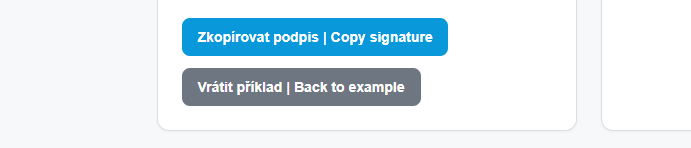 Zkopírovat podpis | Copy signature
Vrátit příklad | Back to example